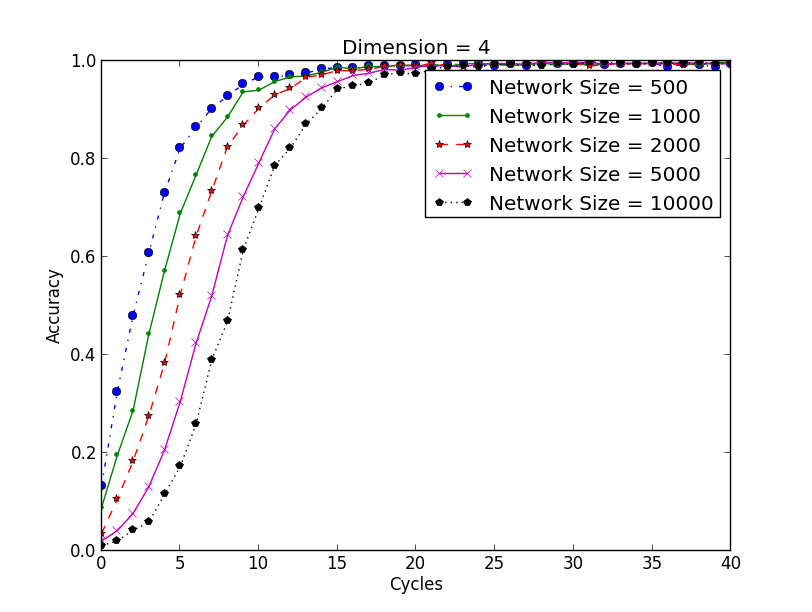 Dimension = 4
1.0
0.8
0.6
0.4
0.2
0.0
Accuracy
Network Size = 500
Network Size = 1000
Network Size = 2000
Network Size = 5000
Network Size = 10000
0 5 10 15 20 25 30 35 40
Cycles